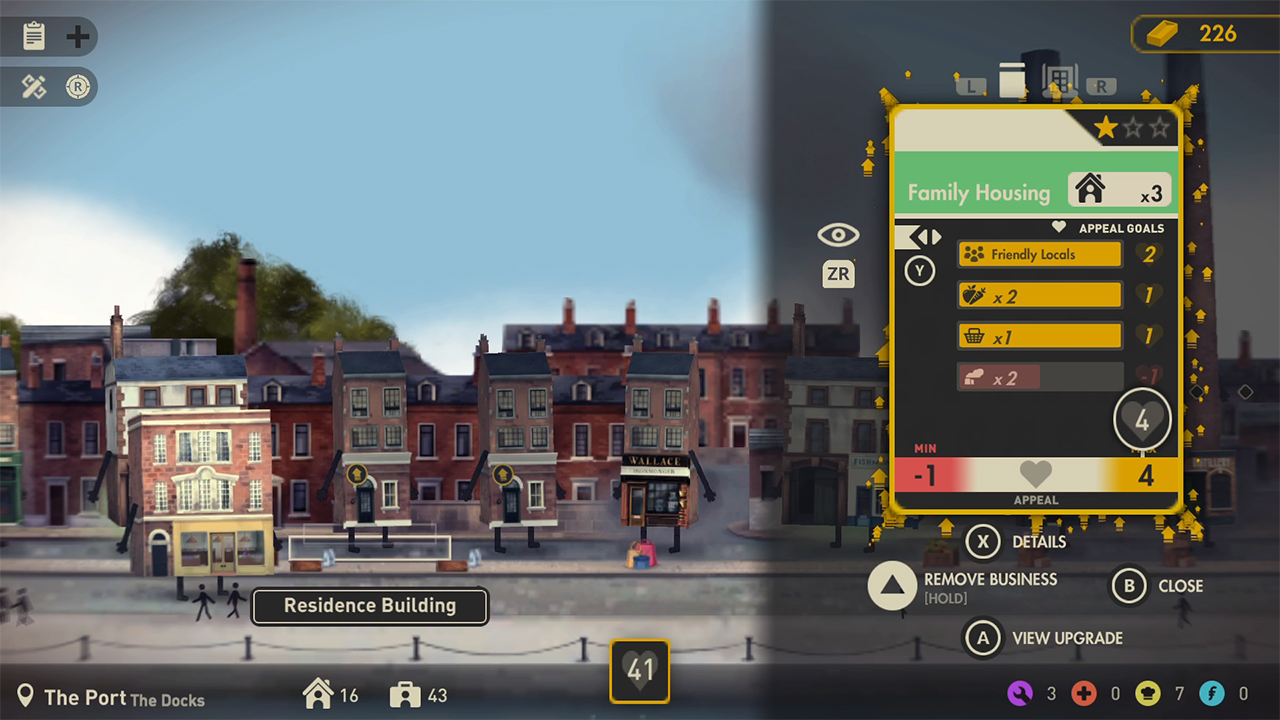 R
226
L
R
Family Housing
x3
APPEAL GOALS
Y
Friendly Locals
2
x 2
1
x 1
1
x 2
-1
4
ZR
MIN
-1
4
APPEAL
WALLACE
IRONMONGER
X DETAILS
REMOVE BUSINESS
[HOLD]
B CLOSE
A VIEW UPGRADE
Residence Building
41
The Port The Docks
16
43
3
0
7
0